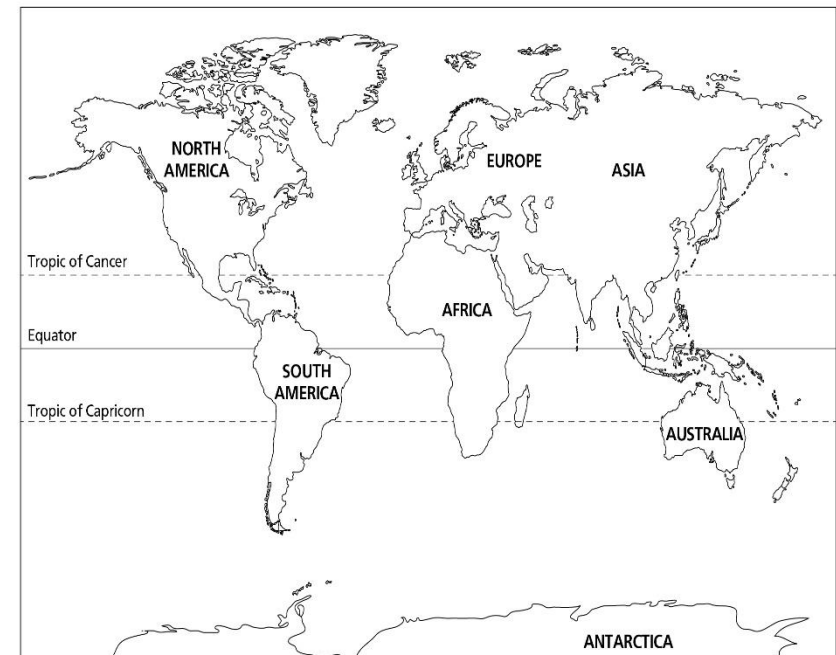 NORTH
AMERICA
EUROPE
ASIA
Tropic of Cancer
AFRICA
Equator
SOUTH
AMERICA
Tropic of Capricorn
AUSTRALIA
ANTARCTICA